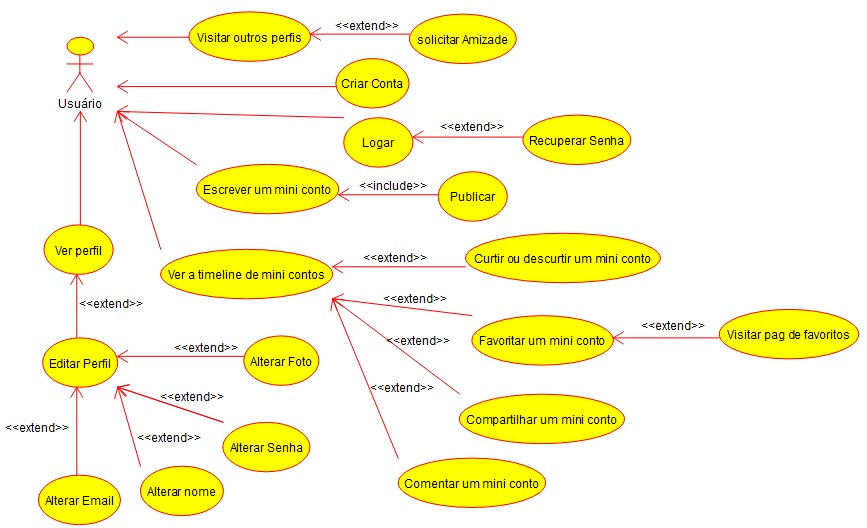 <<extend>>
Visitar outros perfis
solicitar Amizade
Criar Conta
Usuário
<<extend>>
Logar
Recuperar Senha
<<include>>
Escrever um mini conto
Publicar
Ver perfil
<<extend>>
Curtir ou descurtir um mini conto
Ver a timeline de mini contos
<<extend>>
<<extend>>
<<extend>>
Favoritar um mini conto
Visitar pag de favoritos
<<extend>>
<<extend>>
Editar Perfil
Alterar Foto
<<extend>>
<<extend>>
Compartilhar um mini conto
<<extend>>
<<extend>>
<<extend>>
Alterar Senha
Comentar um mini conto
Alterar nome
Alterar Email